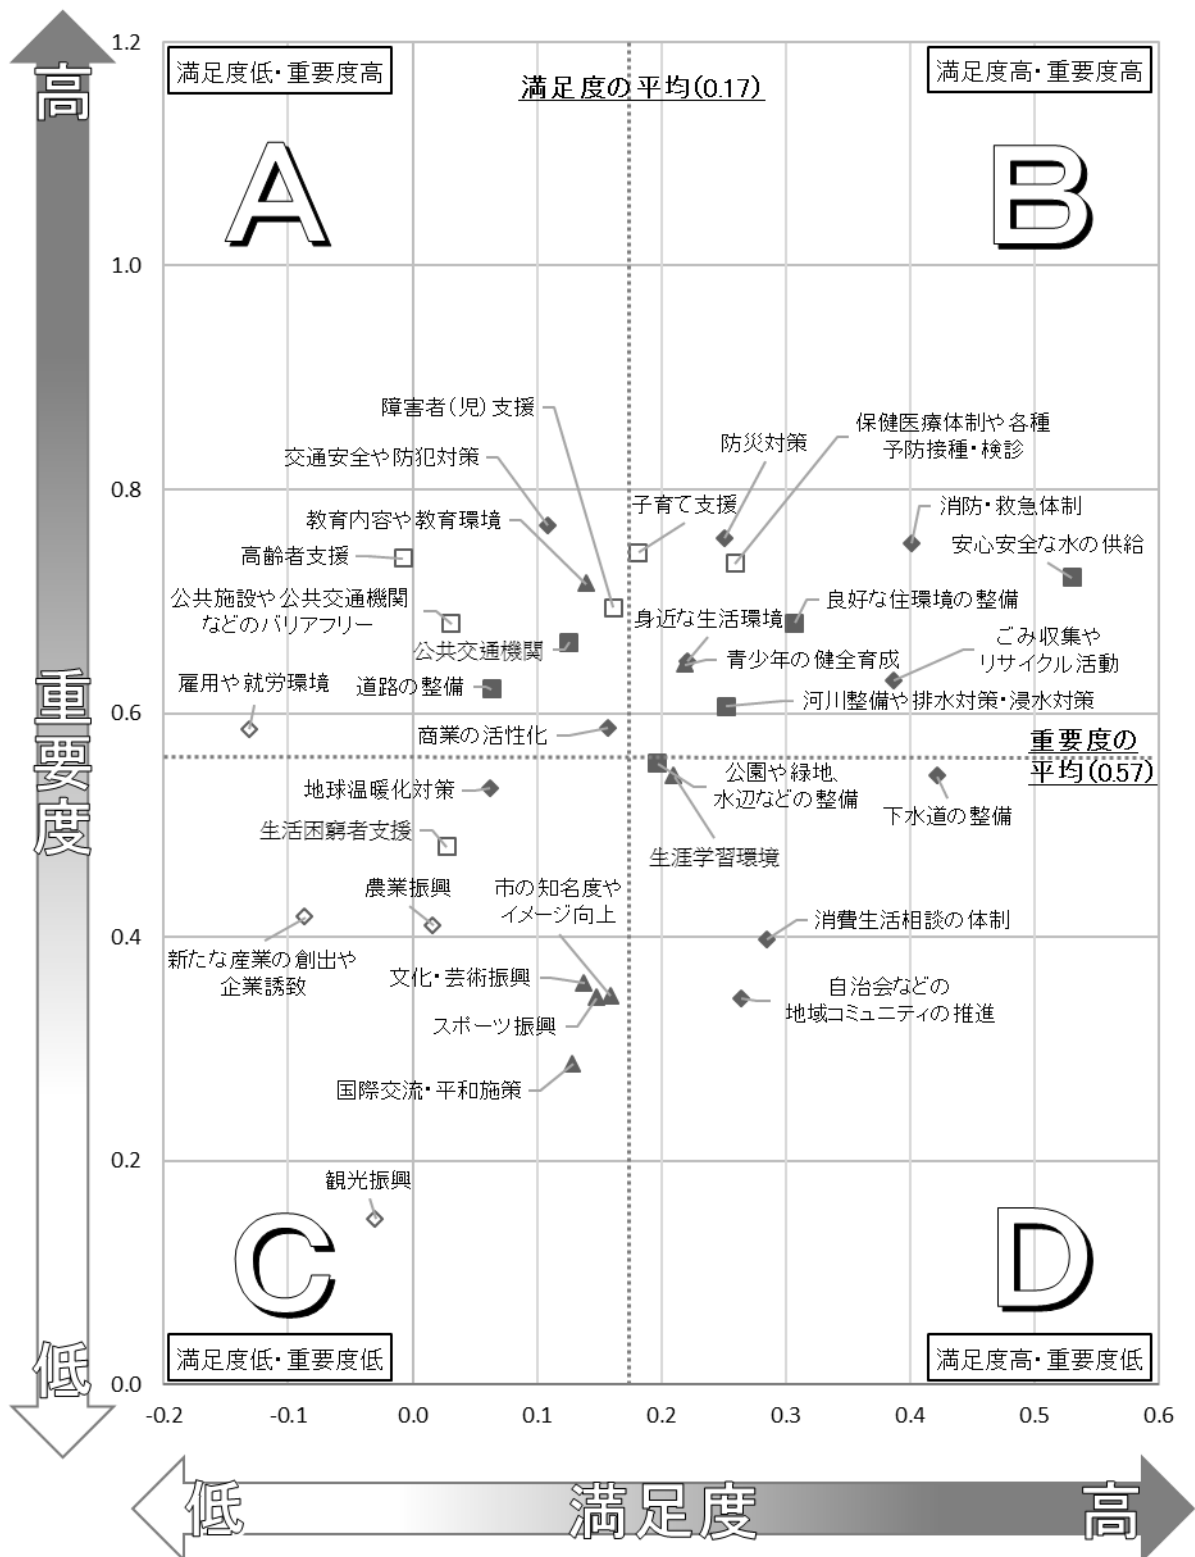 高
重要度
低
1.2
1.0
0.8
0.6
0.4
0.2
0.0
満足度低・重要度高
満足度の平均(0.17)
満足度高・重要度高
A
B
障害者(児)支援
交通安全や防犯対策
教育内容や教育環境
高齢者支援
公共施設や公共交通機関
などのバリアフリー
公共交通機関
雇用や就労環境
道路の整備
商業の活性化
子育て支援
防災対策
保健医療体制や各種
予防接種・検診
消防・救急体制
安心安全な水の供給
良好な住環境の整備
身近な生活環境
青少年の健全育成
ごみ収集や
リサイクル活動
河川整備や排水対策・浸水対策
重要度の
平均(0.57)
地球温暖化対策
生活困窮者支援
農業振興
市の知名度や
イメージ向上
新たな産業の創出や
企業誘致
文化・芸術振興
スポーツ振興
国際交流・平和施策
観光振興
公園や緑地、
水辺などの整備
生涯学習環境
下水道の整備
消費生活相談の体制
自治会などの
地域コミュニティの推進
C
D
満足度低・重要度低
満足度高・重要度低
-0.2
-0.1
0.0
0.1
0.2
0.3
0.4
0.5
0.6
低
満足度
高